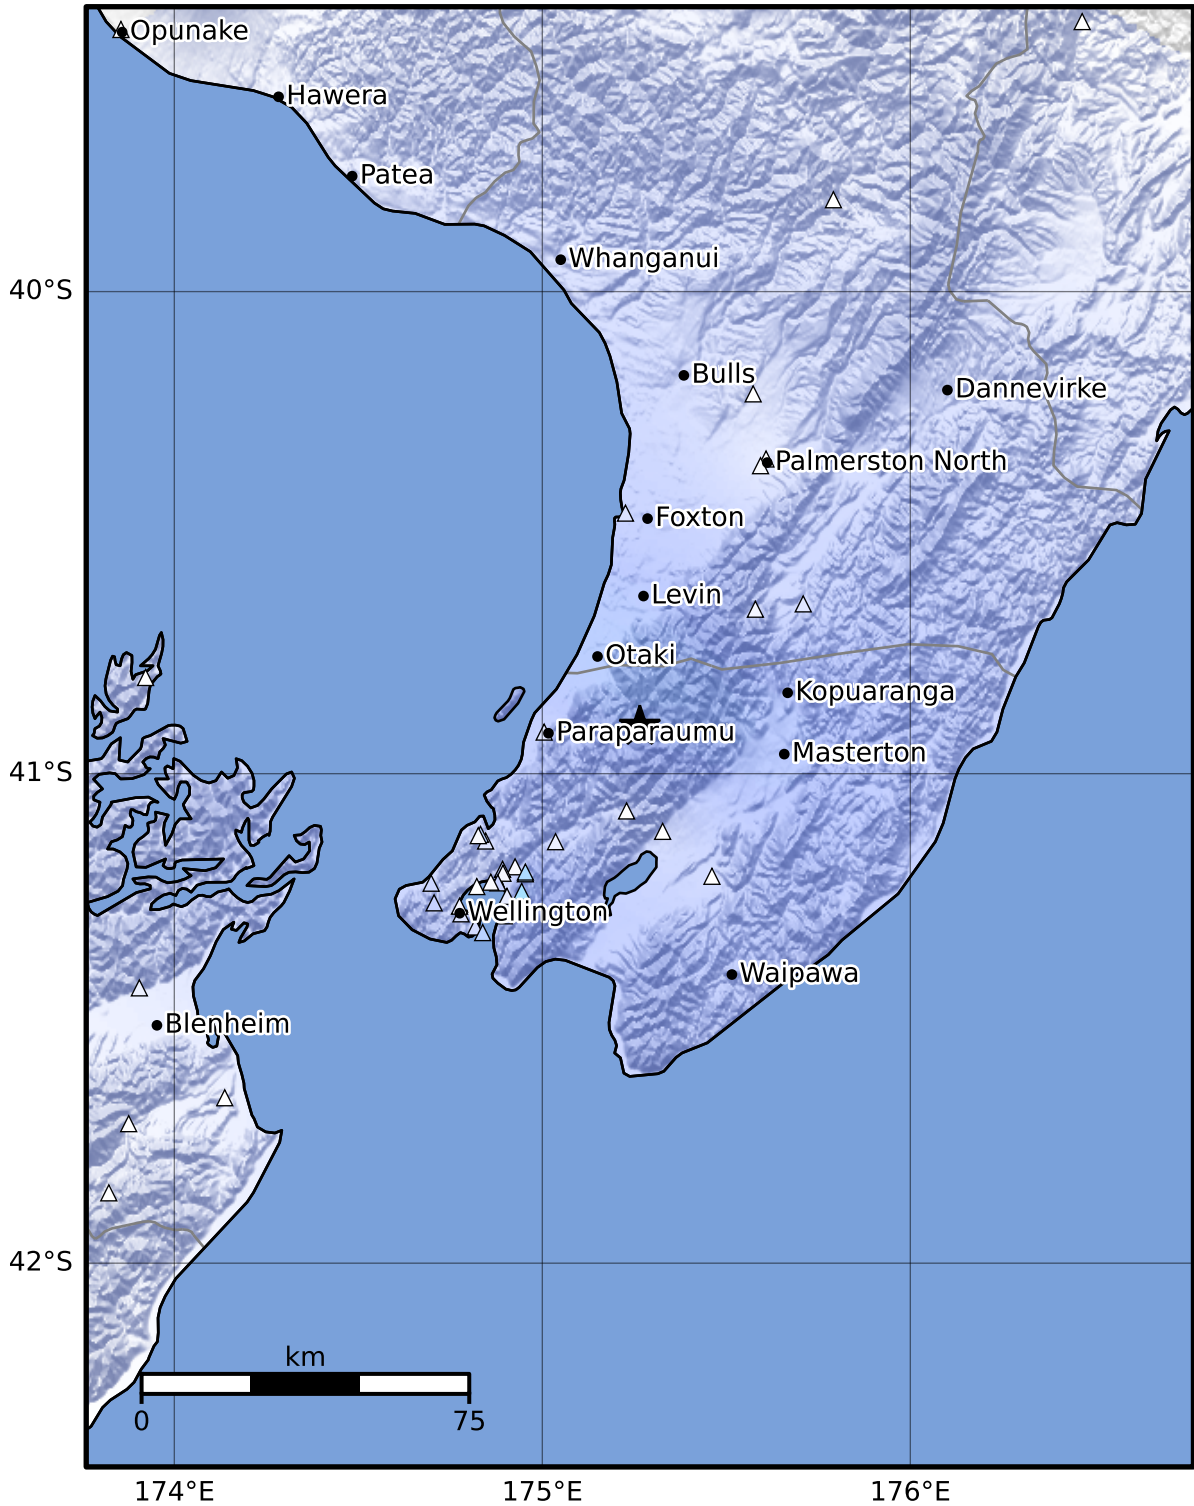 Opunake
Hawera
Patea
Whanganui
40°S
Bulls
Dannevirke
Palmerston North
Foxton
Levin
Otaki
Kopuaranga
Paraparaumu
Masterton
41°S
Wellington
Waipawa
Blenheim
42°S
km
0 75
174°E 175°E 176°E